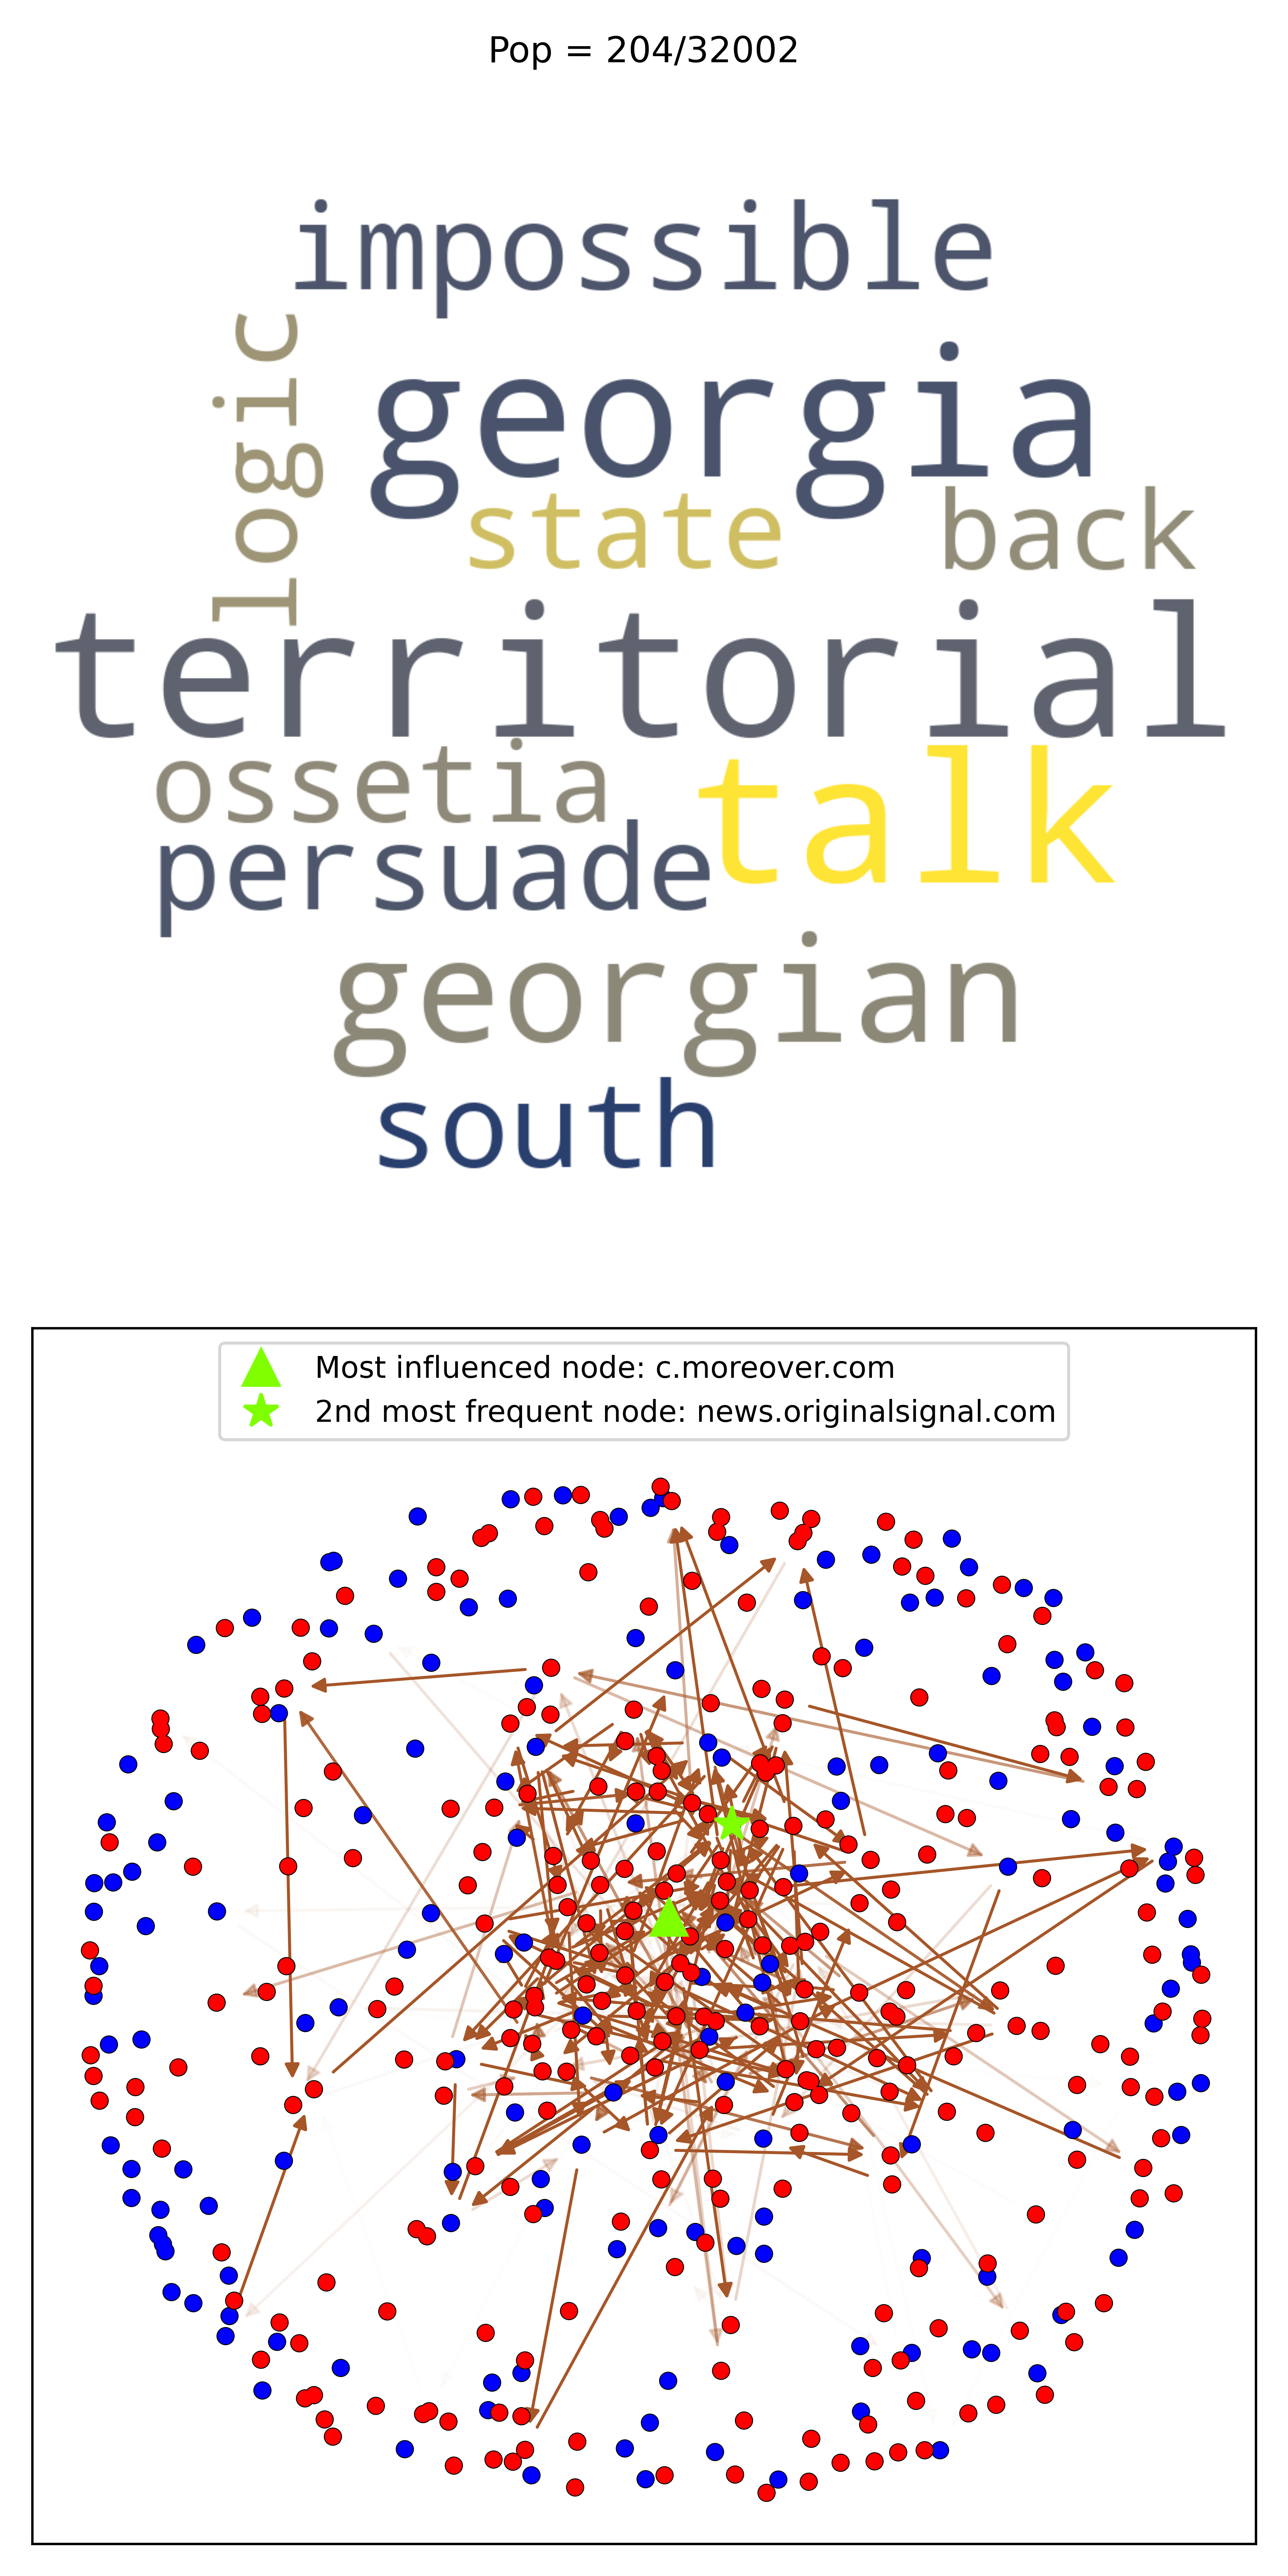 Pop = 204/32002
impossible
logic
georgia
state
back
territorial
ossetia
talk
persuade
georgian
south
Most influenced node: c.moreover.com
2nd most frequent node: news.originalsignal.com